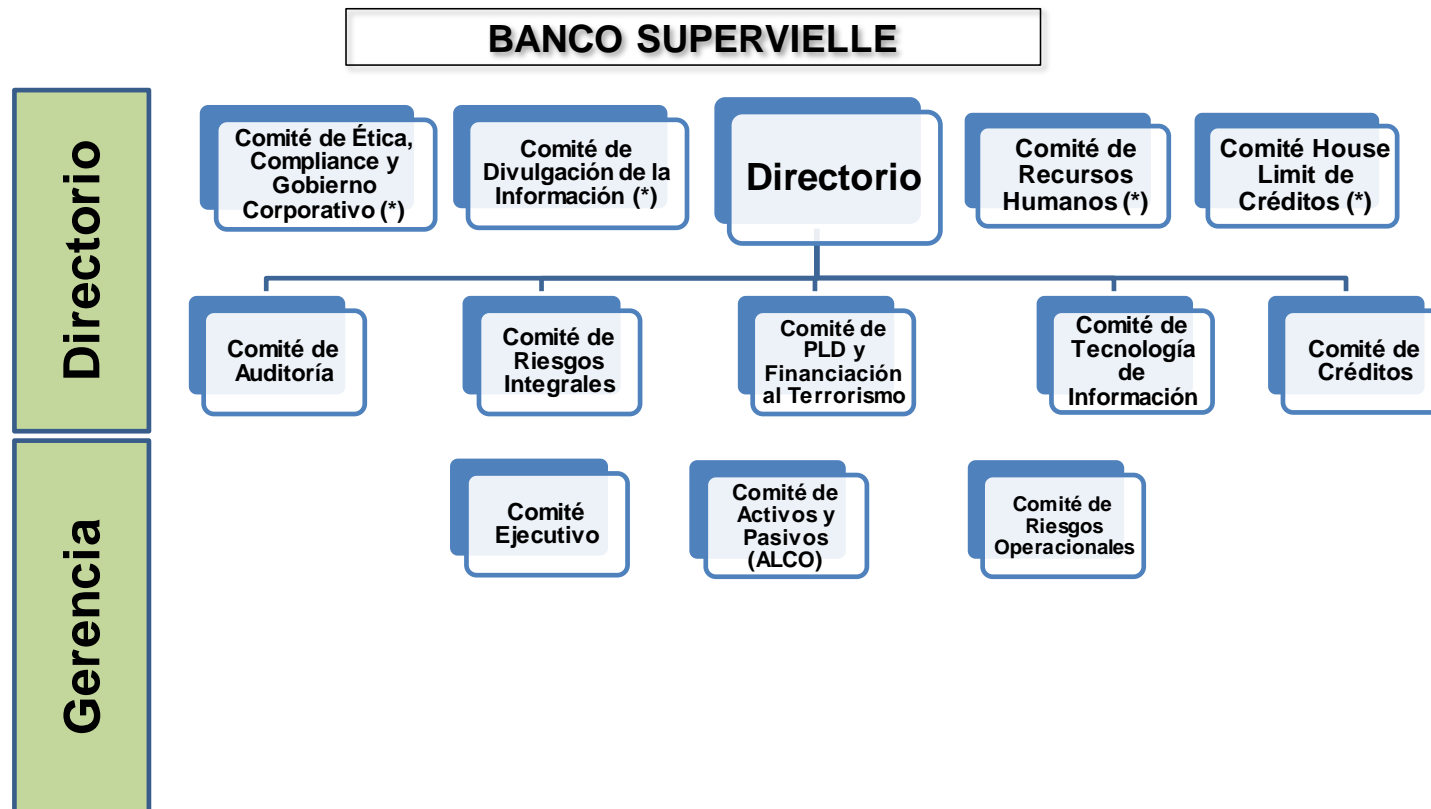 BANCO SUPERVIELLE
Directorio
Comité de Ética,
Compliance y
Gobierno
Corporativo (*)
Comité de
Divulgación de la
Información (*)
Directorio
Comité de
Recursos
Humanos (*)
Comité House
Limit de
Créditos (*)
Comité de
Auditoría
Comité de
Riesgos
Integrales
Comité de
PLD y
Financiación
al Terrorismo
Comité de
Tecnología
de
Información
Comité de
Créditos
Gerencia
Comité
Ejecutivo
Comité de
Activos y
Pasivos
(ALCO)
Comité de
Riesgos
Operacionales